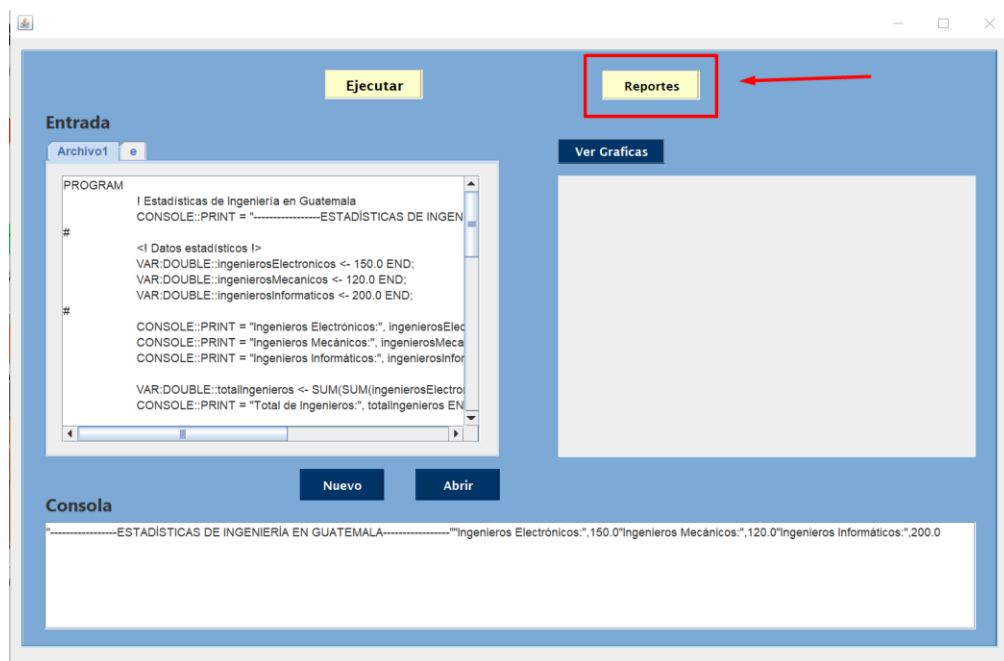 Ejecutar
Reportes
Entrada
Archivo1 e
Ver Graficas
PROGRAM
! Estadísticas de Ingeniería en Guatemala
CONSOLE::PRINT = "-----------------ESTADÍSTICAS DE INGEN
#
<! Datos estadísticos !>
VAR:DOUBLE::ingenierosElectronicos <- 150.0 END;
VAR:DOUBLE::ingenierosMecanicos <- 120.0 END;
VAR:DOUBLE::ingenierosInformaticos <- 200.0 END;
#
CONSOLE::PRINT = "Ingenieros Electrónicos:", ingenierosElec
CONSOLE::PRINT = "Ingenieros Mecánicos:", ingenierosMeca
CONSOLE::PRINT = "Ingenieros Informáticos:", ingenierosInfor
VAR:DOUBLE::totalIngenieros <- SUM(SUM(ingenierosElectro
CONSOLE::PRINT = "Total de Ingenieros:", totalIngenieros EN
Nuevo
Abrir
Consola
"-----------------ESTADÍSTICAS DE INGENIERÍA EN GUATEMALA-----------------""Ingenieros Electrónicos:",150.0"Ingenieros Mecánicos:",120.0"Ingenieros Informáticos:",200.0